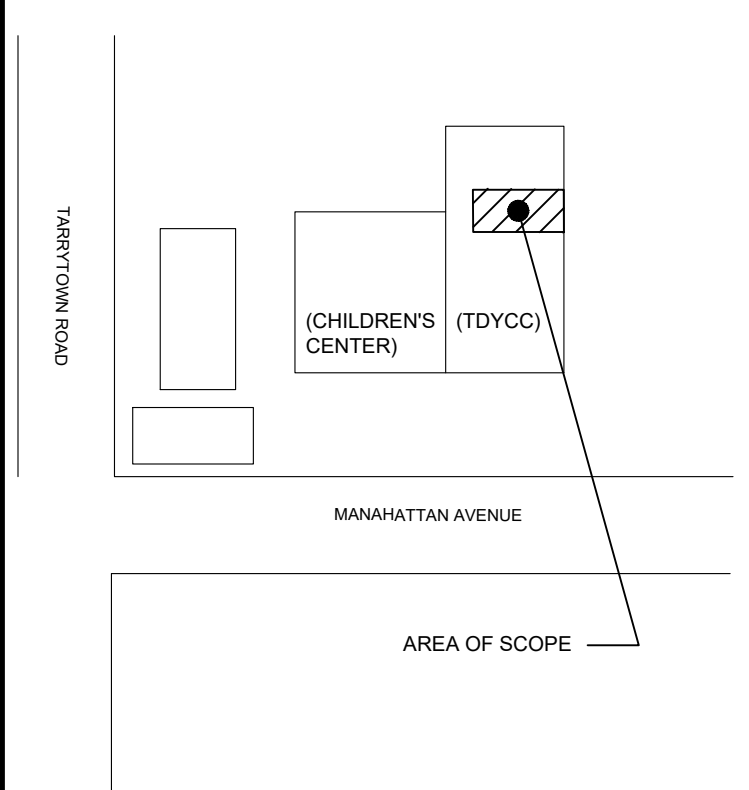 TARRYTOWN ROAD
(CHILDREN'S
CENTER)
(TDYCC)
MANAHATTAN AVENUE
AREA OF SCOPE